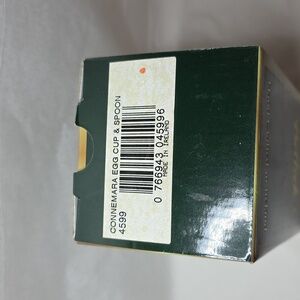 CONNEMARA EGG CUP & SPOON
4599
0 766943 045996
MADE IN IRELAND